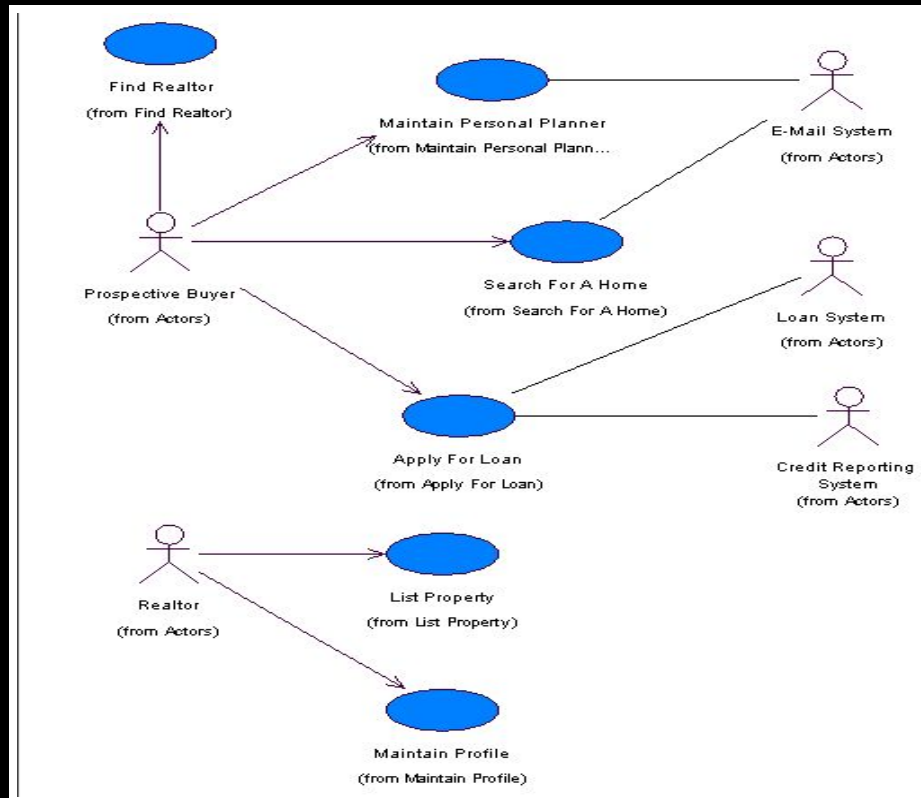 Find Realtor
(from Find Realtor)
Maintain Personal Planner
(from Maintain Personal Plann...
E-Mail System
(from Actors)
Prospective Buyer
(from Actors)
Search For A Home
(from Search For A Home)
Loan System
(from Actors)
Apply For Loan
(from Apply For Loan)
Credit Reporting
System
(from Actors)
Realtor
(from Actors)
List Property
(from List Property)
Maintain Profile
(from Maintain Profile)